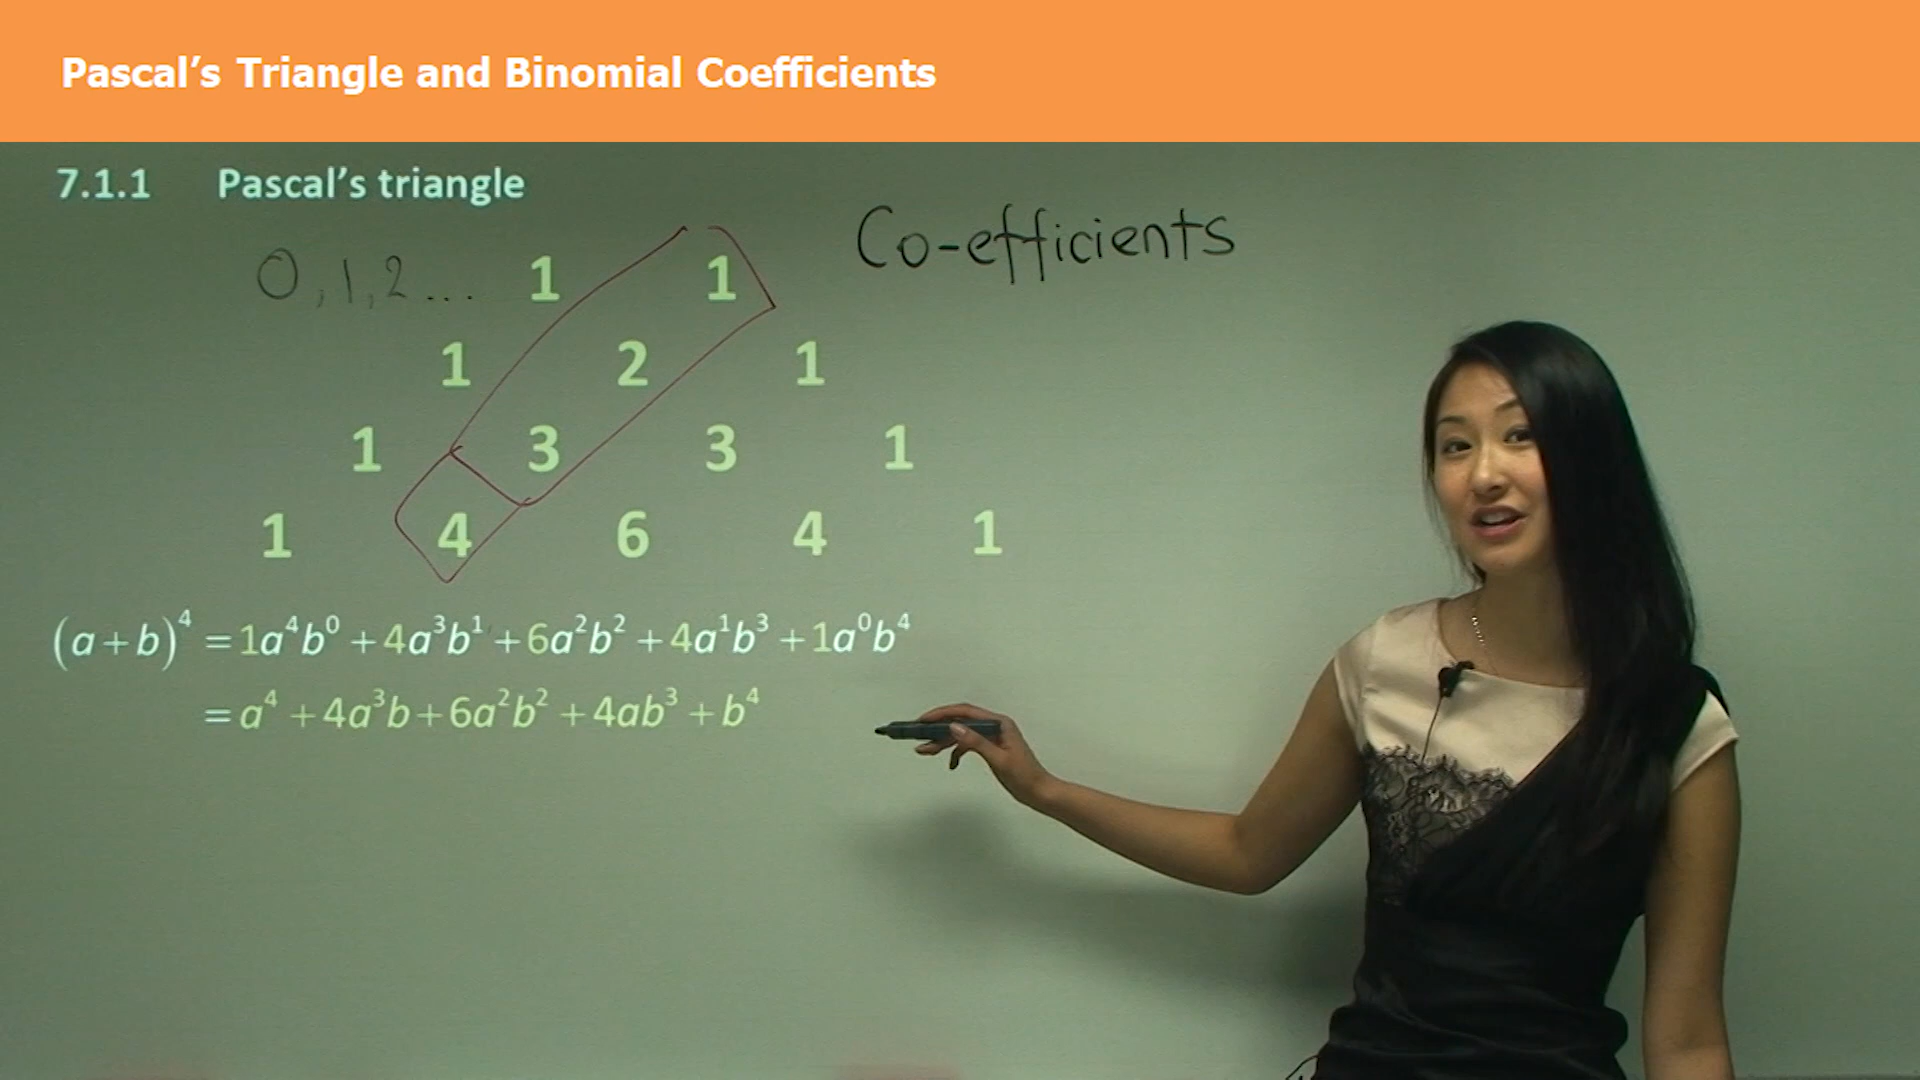 Pascal’s Triangle and Binomial Coefficients
7.1.1 Pascal’s triangle
Co-efficients
0, 1, 2 ... 1 1
1 2 1
1 3 3 1
1 4 6 4 1
(a+b)⁴ = 1a⁴b⁰ + 4a³b¹ + 6a²b² + 4a¹b³ + 1a⁰b⁴
= a⁴ + 4a³b + 6a²b² + 4ab³ + b⁴